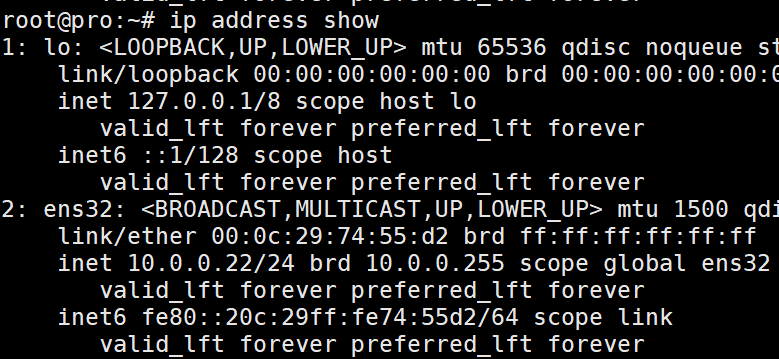 root@pro:~# ip address show
1: lo: <LOOPBACK,UP,LOWER_UP> mtu 65536 qdisc noqueue st
    link/loopback 00:00:00:00:00:00 brd 00:00:00:00:00:0
    inet 127.0.0.1/8 scope host lo
       valid_lft forever preferred_lft forever
    inet6 ::1/128 scope host
       valid_lft forever preferred_lft forever
2: ens32: <BROADCAST,MULTICAST,UP,LOWER_UP> mtu 1500 qdi
    link/ether 00:0c:29:74:55:d2 brd ff:ff:ff:ff:ff:ff
    inet 10.0.0.22/24 brd 10.0.0.255 scope global ens32
       valid_lft forever preferred_lft forever
    inet6 fe80::20c:29ff:fe74:55d2/64 scope link
       valid_lft forever preferred_lft forever